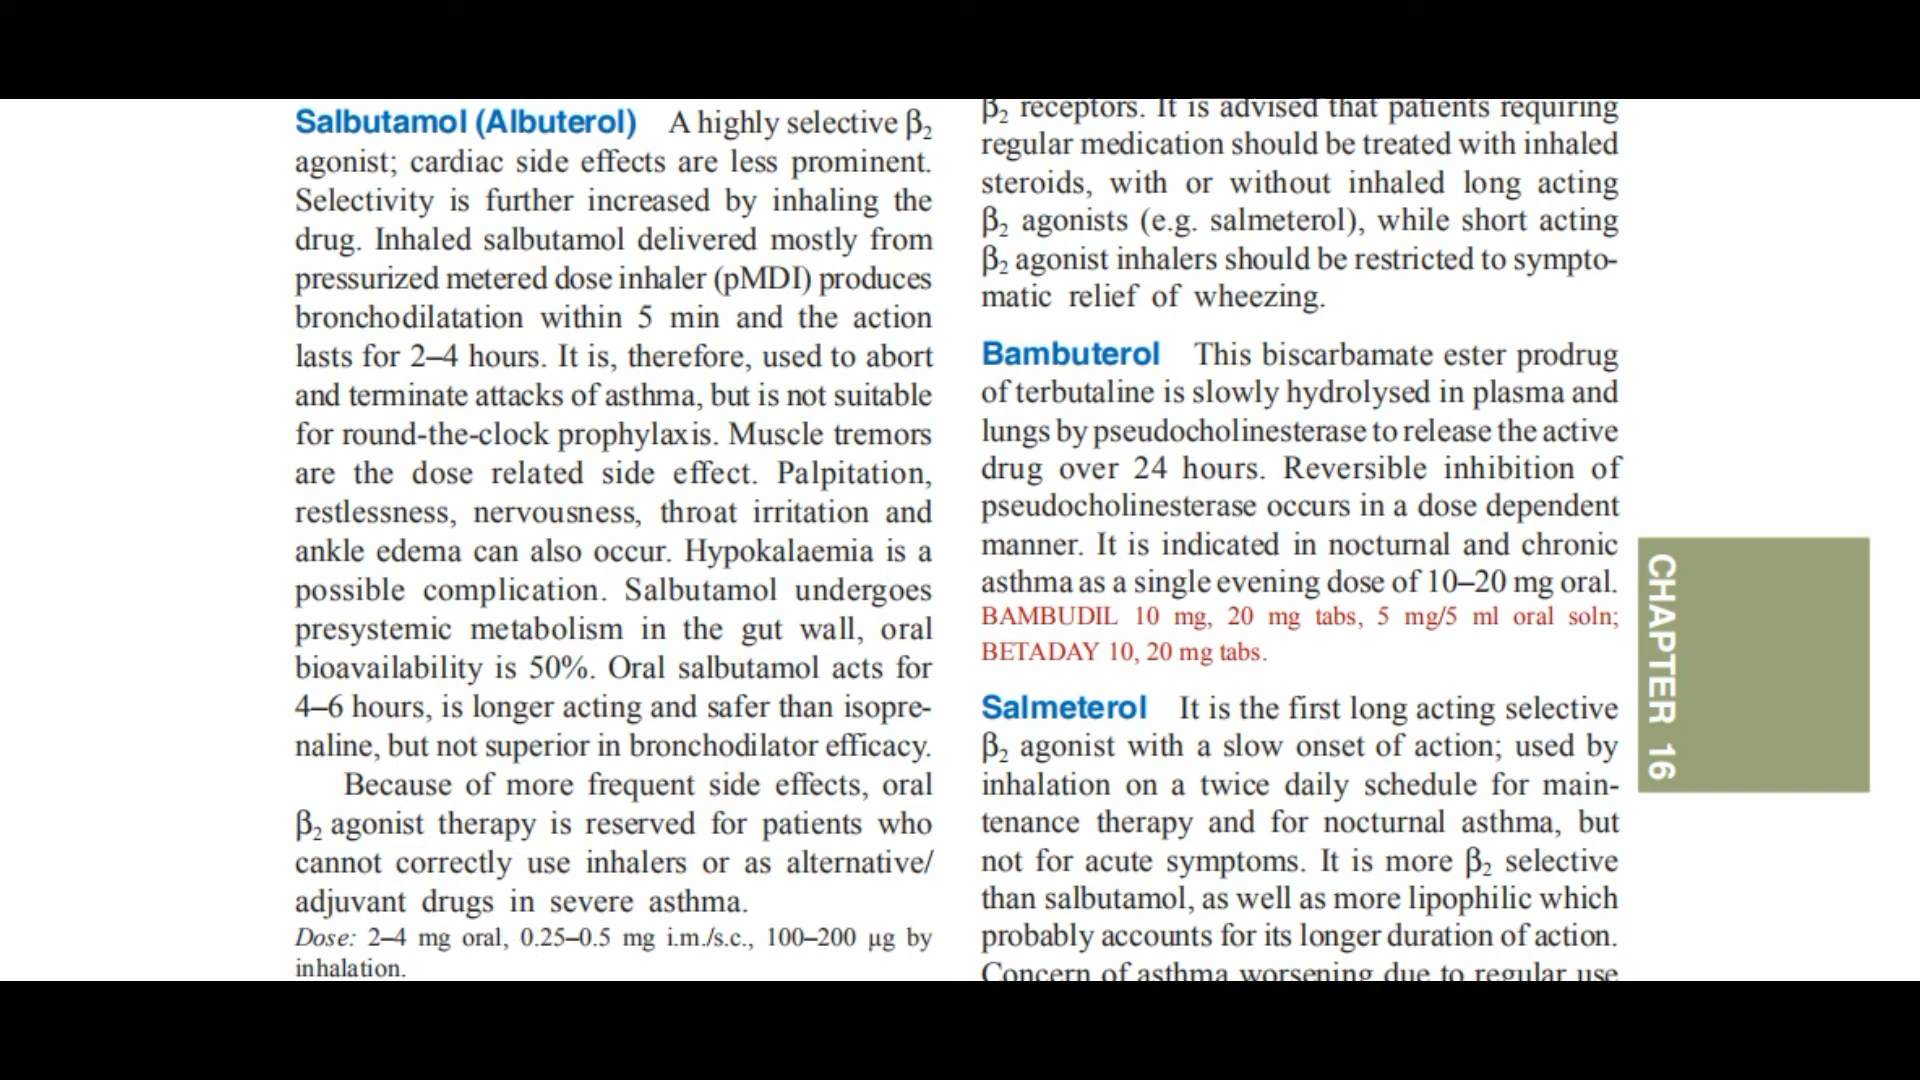 Salbutamol (Albuterol) A highly selective β₂
agonist; cardiac side effects are less prominent.
Selectivity is further increased by inhaling the
drug. Inhaled salbutamol delivered mostly from
pressurized metered dose inhaler (pMDI) produces
bronchodilatation within 5 min and the action
lasts for 2–4 hours. It is, therefore, used to abort
and terminate attacks of asthma, but is not suitable
for round-the-clock prophylaxis. Muscle tremors
are the dose related side effect. Palpitation,
restlessness, nervousness, throat irritation and
ankle edema can also occur. Hypokalaemia is a
possible complication. Salbutamol undergoes
presystemic metabolism in the gut wall, oral
bioavailability is 50%. Oral salbutamol acts for
4–6 hours, is longer acting and safer than isopre-
naline, but not superior in bronchodilator efficacy.
Because of more frequent side effects, oral
β₂ agonist therapy is reserved for patients who
cannot correctly use inhalers or as alternative/
adjuvant drugs in severe asthma.
Dose: 2–4 mg oral, 0.25–0.5 mg i.m./s.c., 100–200 µg by
inhalation.
β₂ receptors. It is advised that patients requiring
regular medication should be treated with inhaled
steroids, with or without inhaled long acting
β₂ agonists (e.g. salmeterol), while short acting
β₂ agonist inhalers should be restricted to sympto-
matic relief of wheezing.
Bambuterol This biscarbamate ester prodrug
of terbutaline is slowly hydrolysed in plasma and
lungs by pseudocholinesterase to release the active
drug over 24 hours. Reversible inhibition of
pseudocholinesterase occurs in a dose dependent
manner. It is indicated in nocturnal and chronic
asthma as a single evening dose of 10–20 mg oral.
BAMBUDIL 10 mg, 20 mg tabs, 5 mg/5 ml oral soln;
BETADAY 10, 20 mg tabs.
Salmeterol It is the first long acting selective
β₂ agonist with a slow onset of action; used by
inhalation on a twice daily schedule for main-
tenance therapy and for nocturnal asthma, but
not for acute symptoms. It is more β₂ selective
than salbutamol, as well as more lipophilic which
probably accounts for its longer duration of action.
Concern of asthma worsening due to regular use
CHAPTER 16